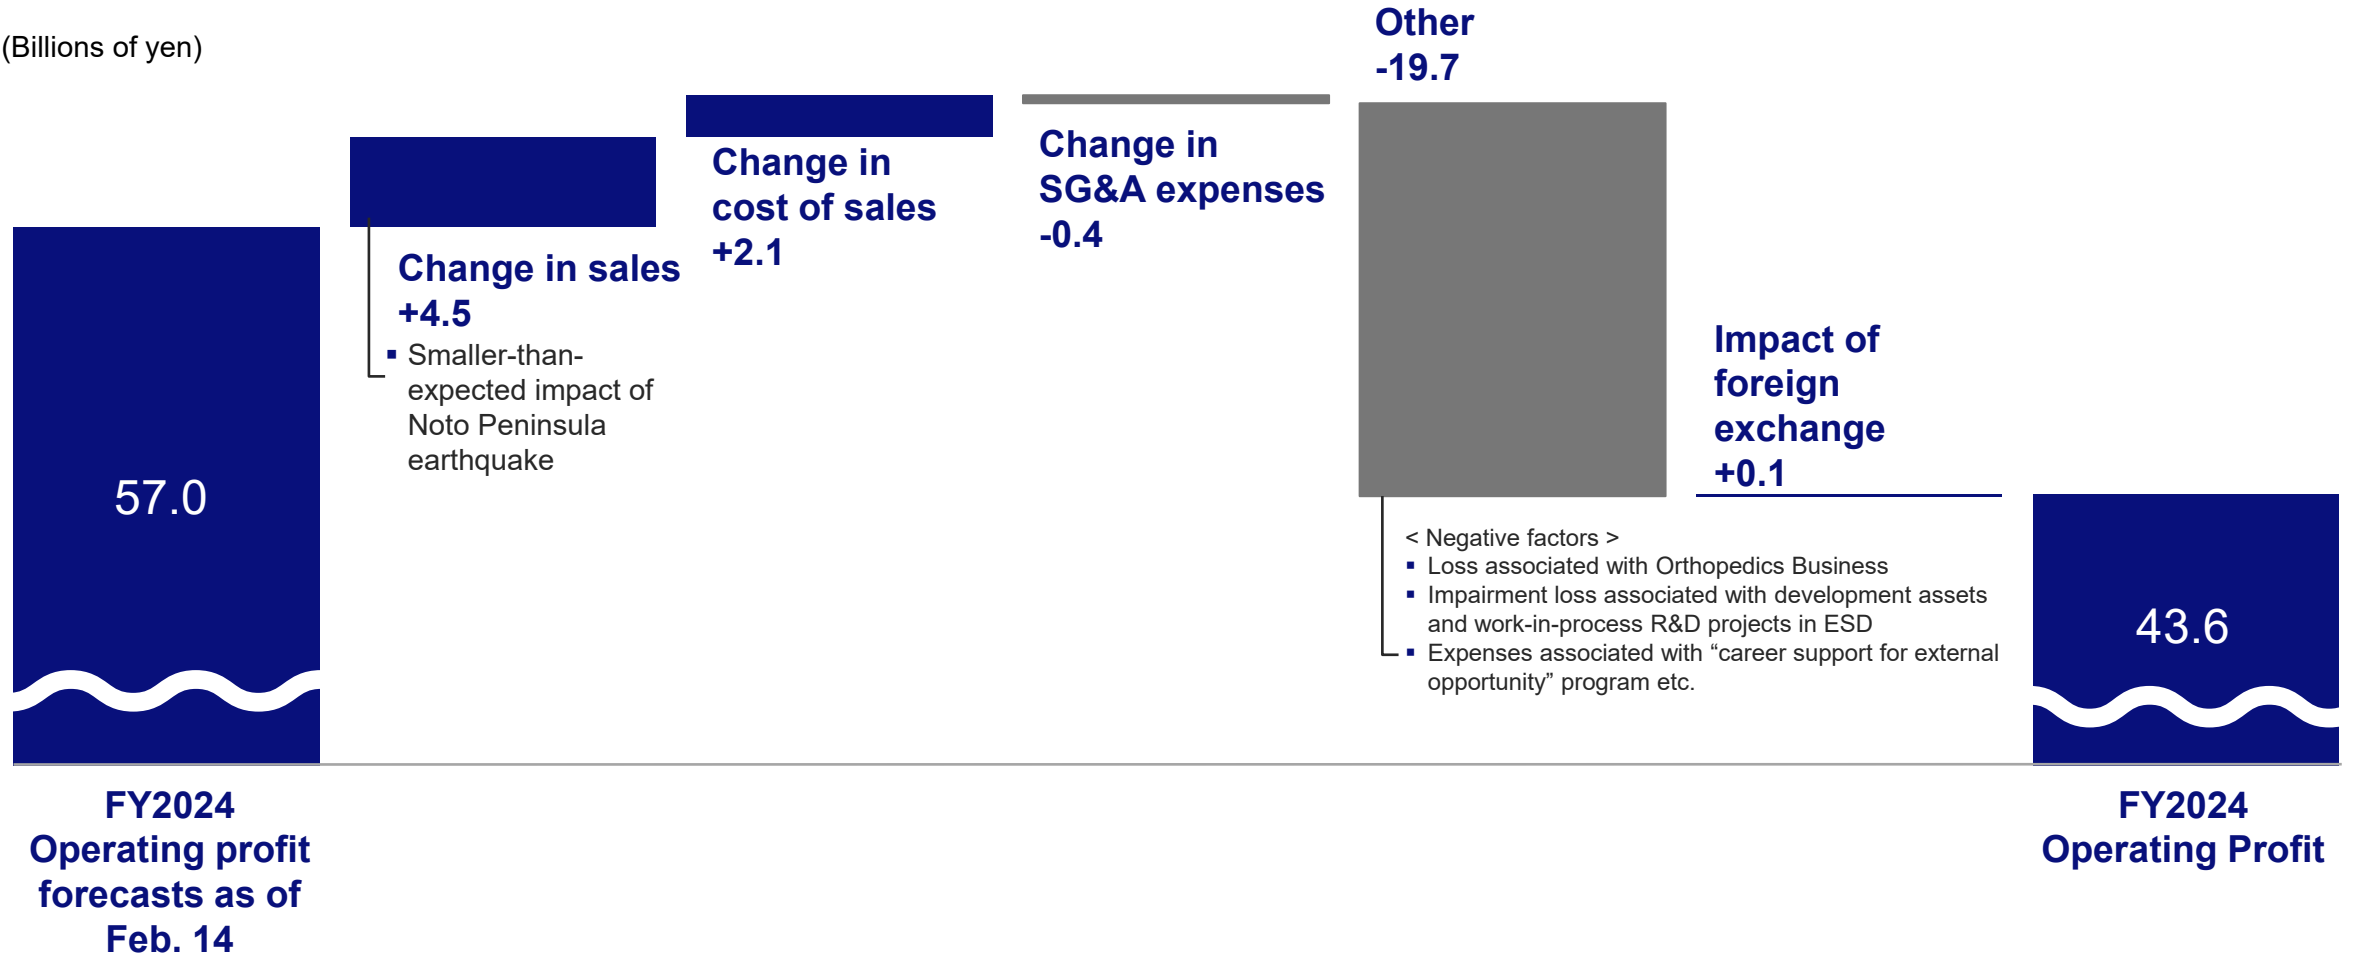 (Billions of yen)
57.0
FY2024
Operating profit
forecasts as of
Feb. 14
Change in sales
+4.5
▪ Smaller-than-
expected impact of
Noto Peninsula
earthquake
Change in
cost of sales
+2.1
Change in
SG&A expenses
-0.4
Other
-19.7
< Negative factors >
▪ Loss associated with Orthopedics Business
▪ Impairment loss associated with development assets
and work-in-process R&D projects in ESD
▪ Expenses associated with “career support for external
opportunity” program etc.
Impact of
foreign
exchange
+0.1
43.6
FY2024
Operating Profit